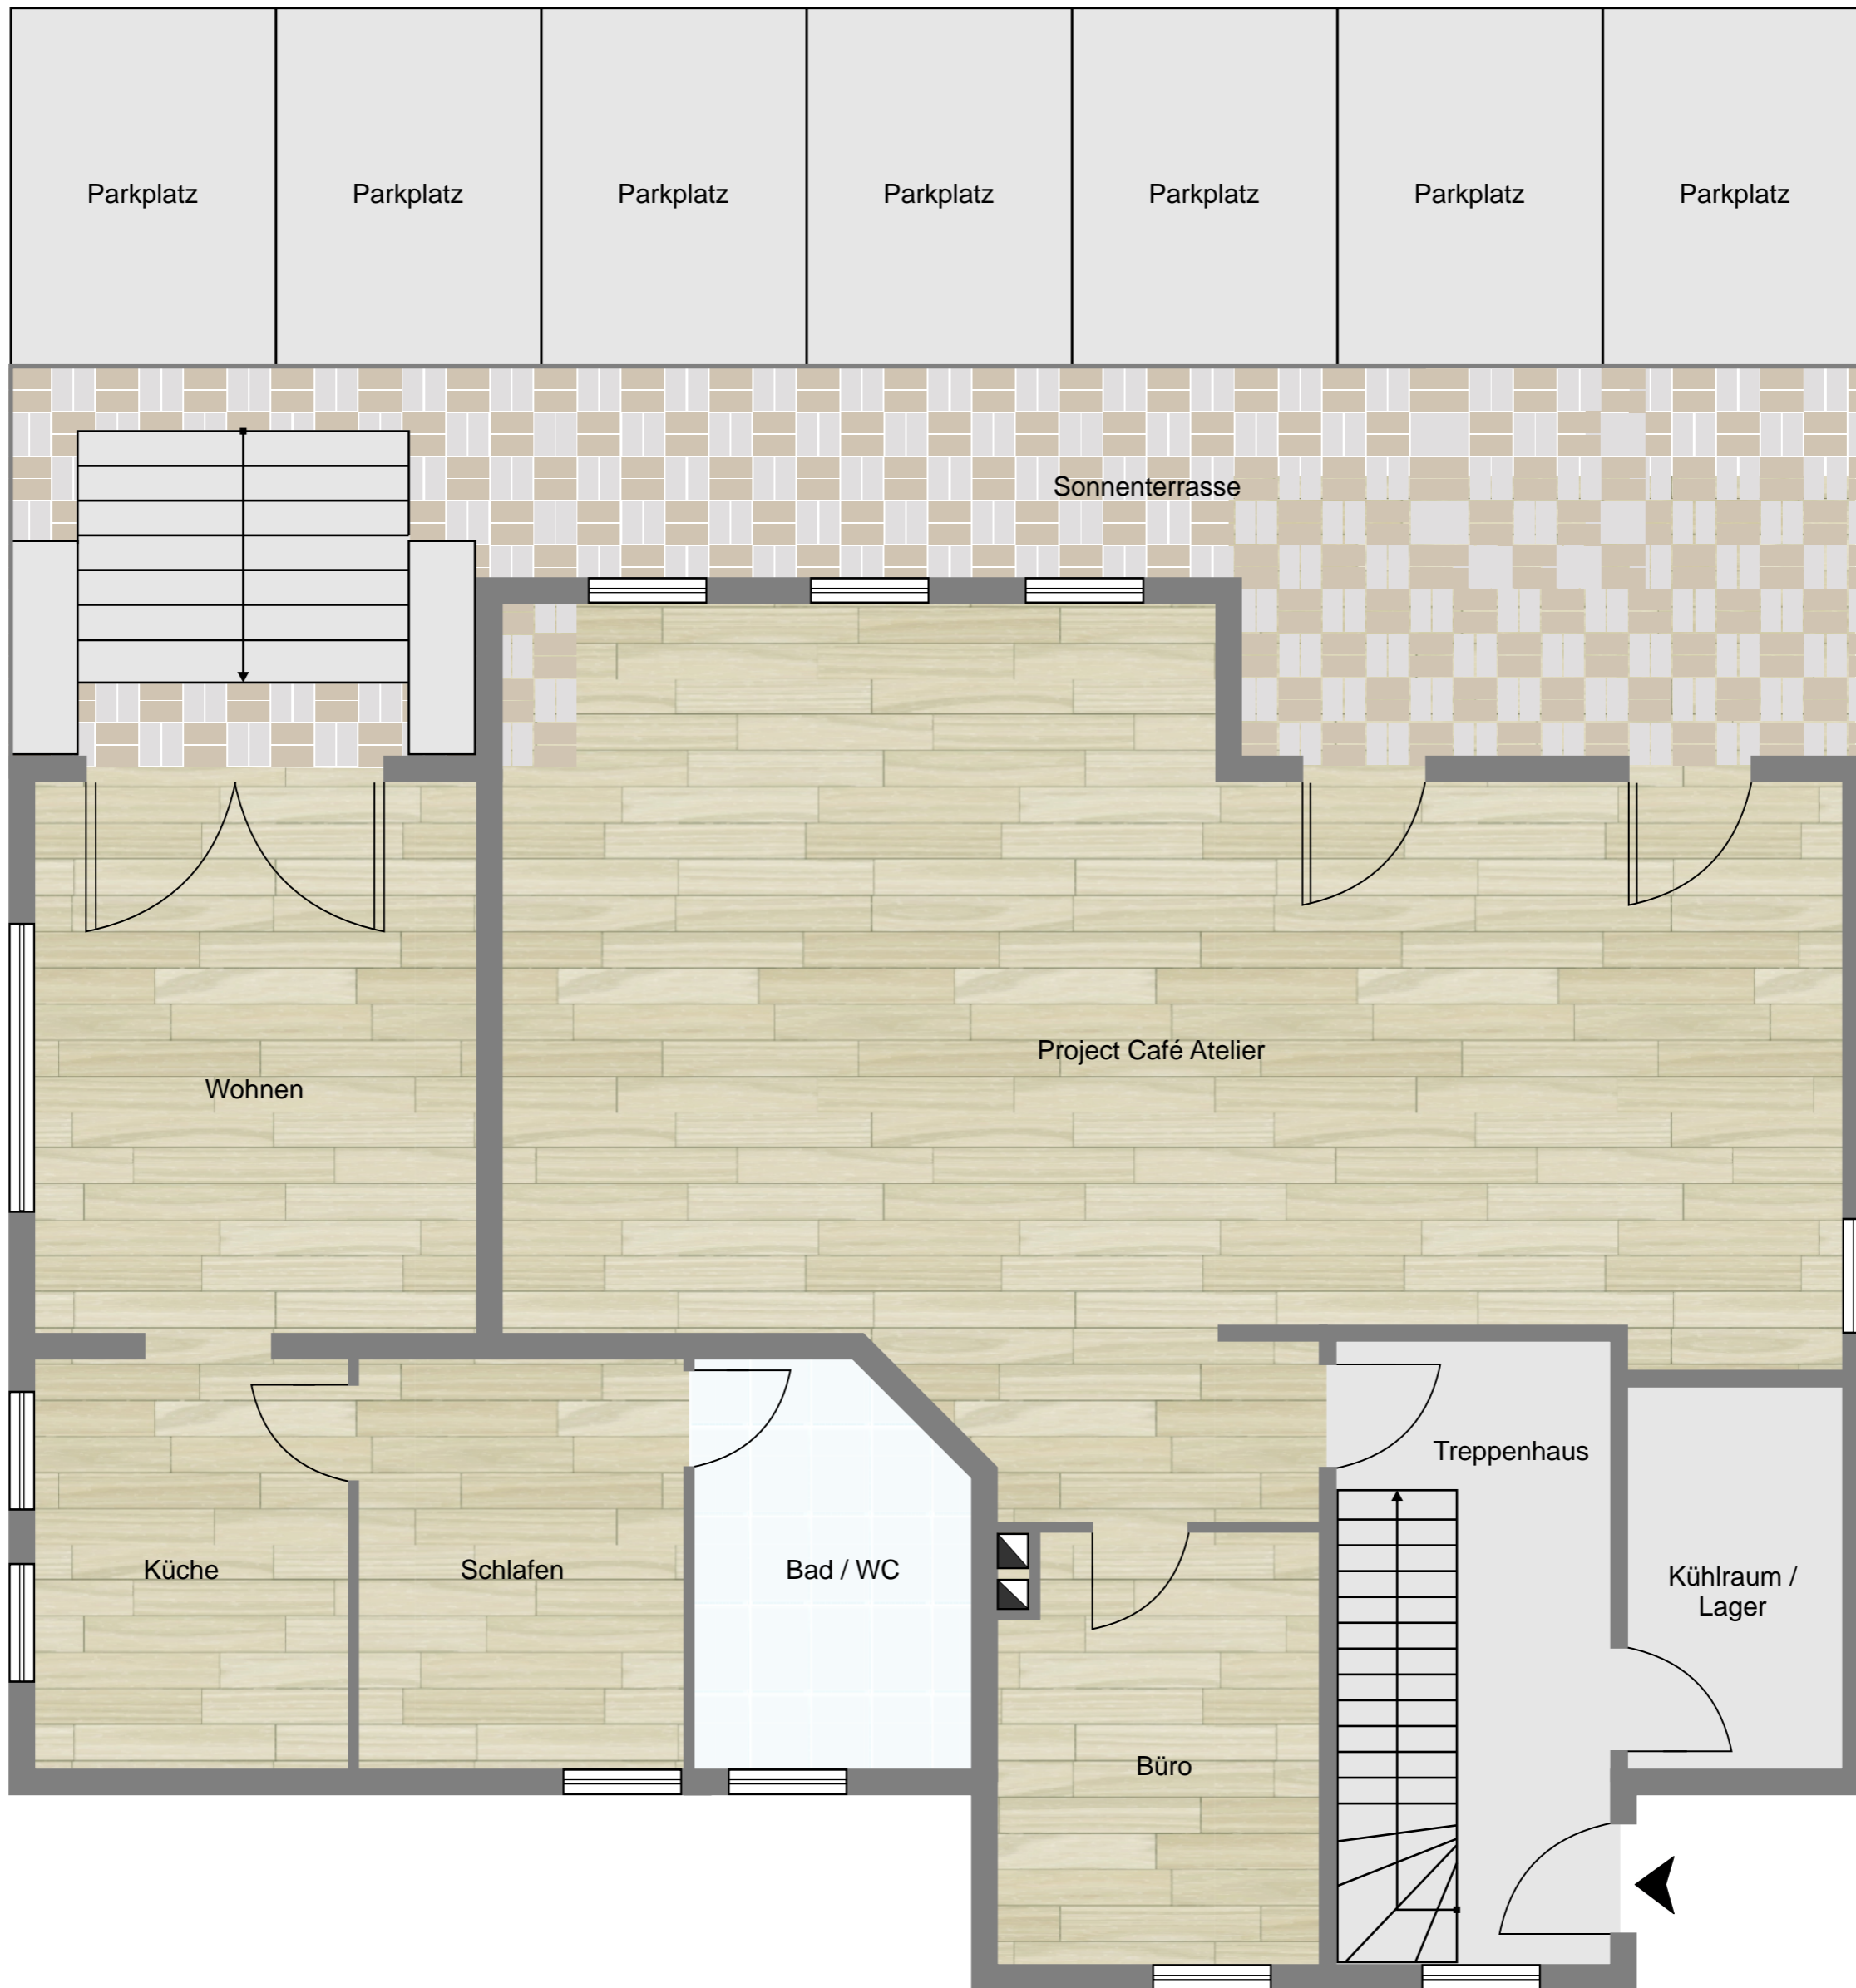 Parkplatz
Parkplatz
Parkplatz
Parkplatz
Parkplatz
Parkplatz
Parkplatz
Sonnenterrasse
Project Café Atelier
Wohnen
Treppenhaus
Küche
Schlafen
Bad / WC
Kühlraum /
Lager
Büro